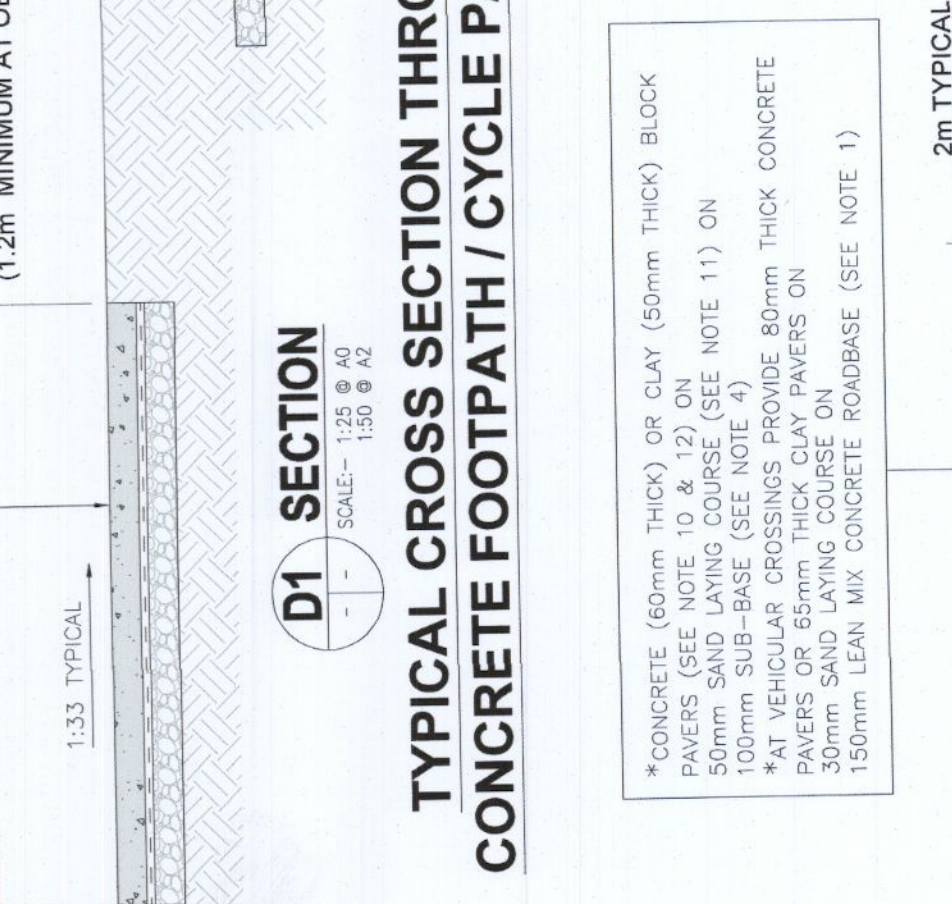 (1.2m MINIMUM AT
1:33 TYPICAL
D1 SECTION
- -
SCALE:- 1:25 @ A0
1:50 @ A2
TYPICAL CROSS SECTION
CONCRETE FOOTPATH / CYCLE
*CONCRETE (60mm THICK) OR CLAY (50mm THICK) BLOCK
PAVERS (SEE NOTE 10 & 12) ON
50mm SAND LAYING COURSE (SEE NOTE 11) ON
100mm SUB-BASE (SEE NOTE 4)
*AT VEHICULAR CROSSINGS PROVIDE 80mm THICK CONCRETE
PAVERS OR 65mm THICK CLAY PAVERS ON
30mm SAND LAYING COURSE ON
150mm LEAN MIX CONCRETE ROADBASE (SEE NOTE 1)
2m TYPICAL